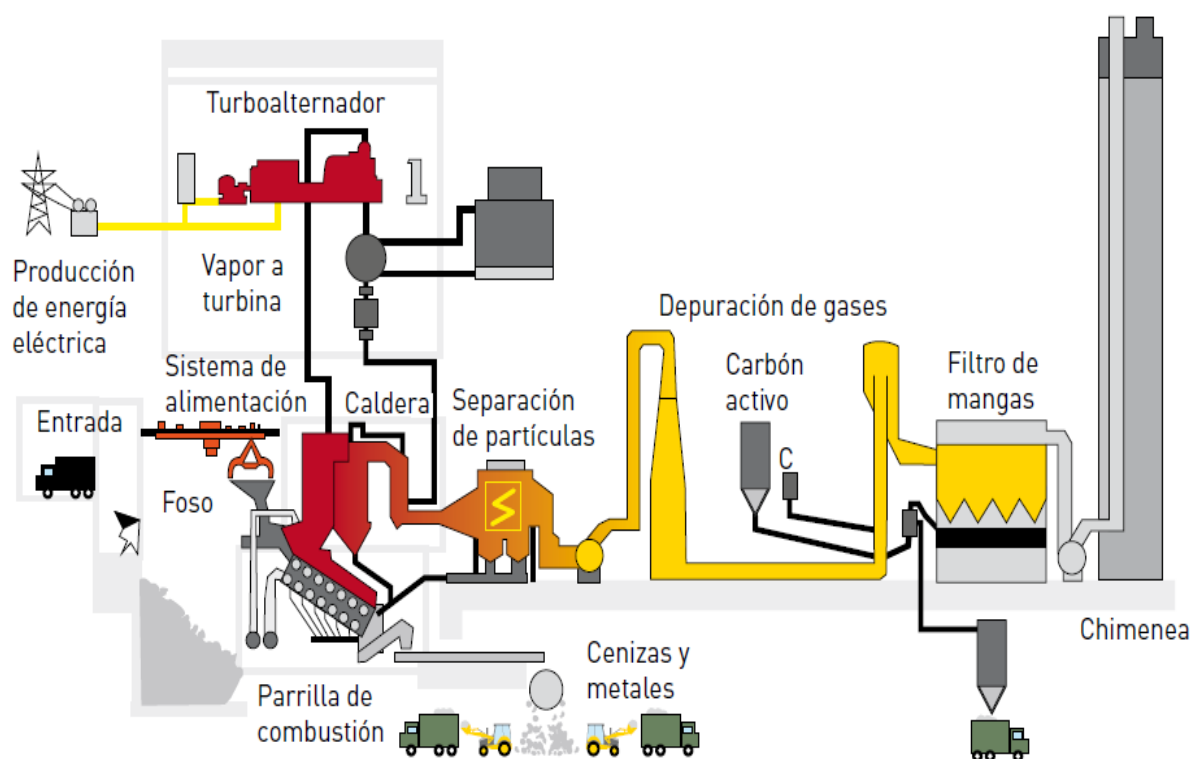 Turboalternador
1
Producción
de energía
eléctrica
Vapor a
turbina
Sistema de
alimentación
Entrada
Foso
Caldera
Separación
de partículas
Depuración de gases
Carbón
activo
C
Filtro de
mangas
Chimenea
Parrilla de
combustión
Cenizas y
metales